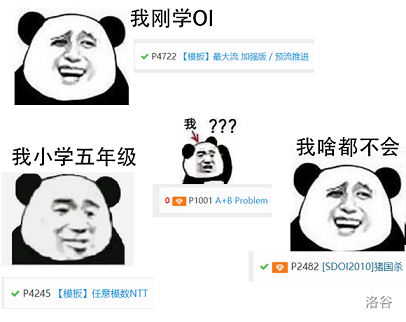 我刚学OI
P4722 【模板】最大流 加强版 / 预流推进
我 ???
我小学五年级
我啥都不会
0 P1001 A+B Problem
P2482 [SDOI2010]猪国杀
P4245 【模板】任意模数NTT
洛谷